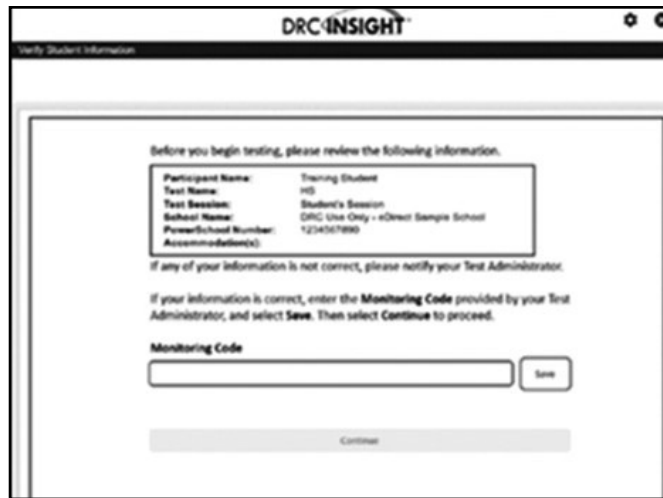 DRC INSIGHT
Verify Student Information
Before you begin testing, please review the following information.
Participant Name: Training Student
Test Name: HS
Test Session: Student's Session
School Name: DRC Use Only - eDirect Sample School
PowerSchool Number: 1234567890
Accommodation(s):
If any of your information is not correct, please notify your Test Administrator.
If your information is correct, enter the Monitoring Code provided by your Test
Administrator, and select Save. Then select Continue to proceed.
Monitoring Code
Save
Continue